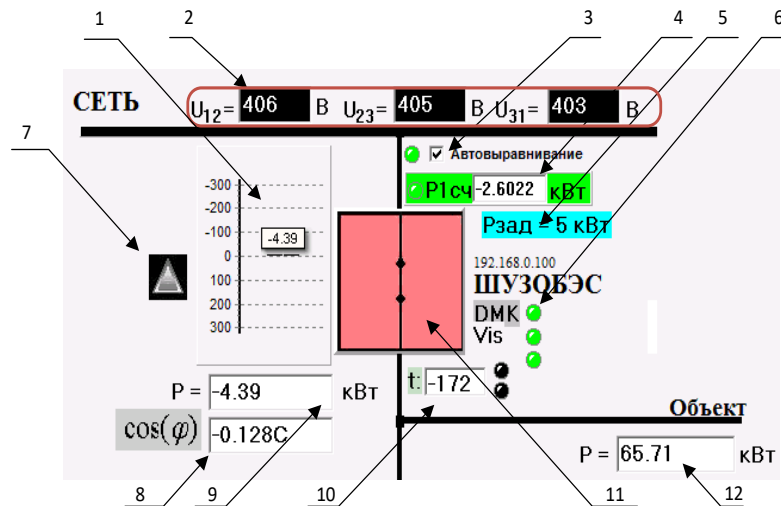 1 2 3 4 5 6
СЕТЬ U12= 406 В U23= 405 В U31= 403 В
7
Автовыравнивание
P1сч -2.6022 кВт
Pзад = 5 кВт
-300
-200
-100
0
100
200
300
-4.39
192.168.0.100
ШУЗОБЭС
DMK
Vis
t: -172
P = -4.39 кВт
cos(φ) -0.128C
Объект
P = 65.71 кВт
8 9 10 11 12